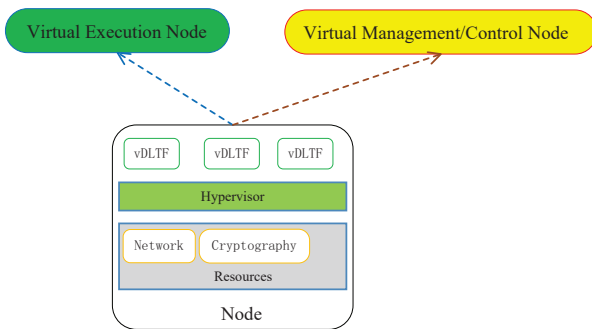 Virtual Execution Node
Virtual Management/Control Node
vDLTF
vDLTF
vDLTF
Hypervisor
Network
Cryptography
Resources
Node